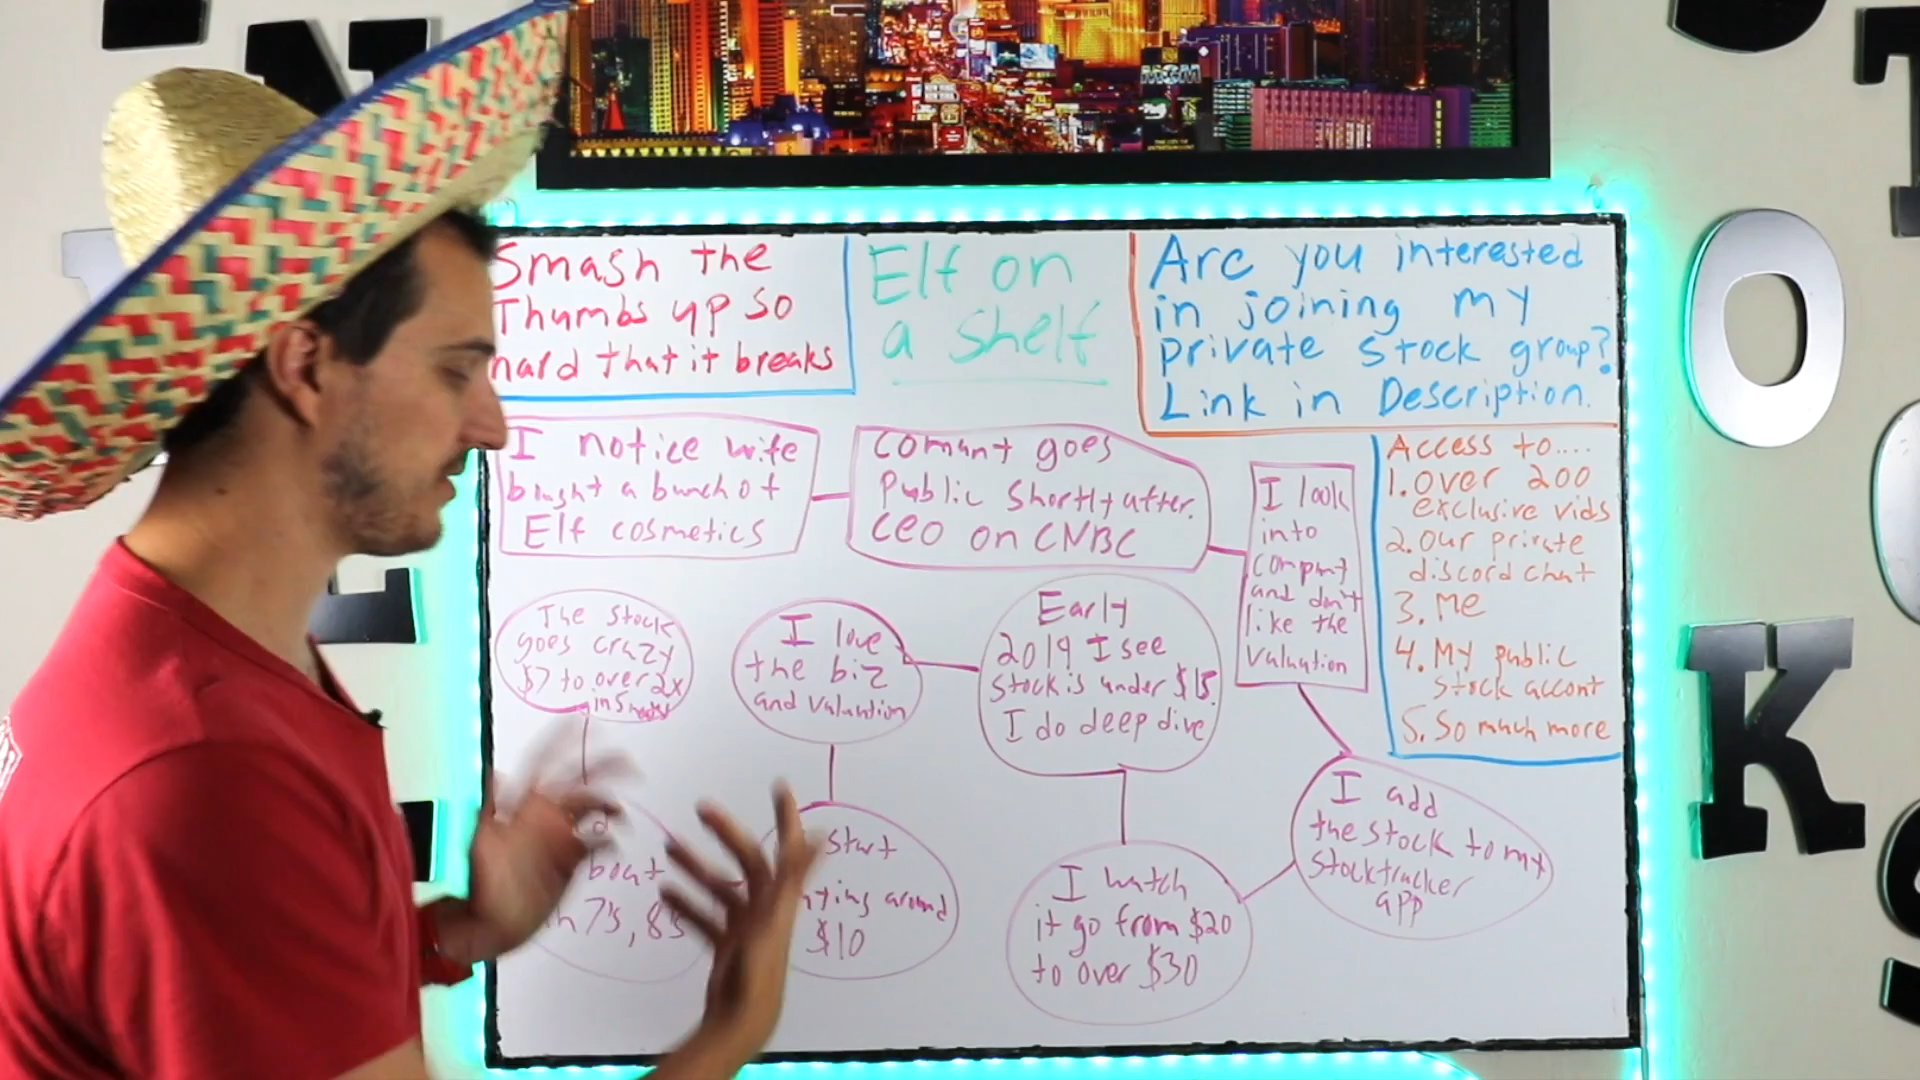 MGM
Smash the
Thumbs up so
hard that it breaks
Elf on
a shelf
Are you interested
in joining my
private stock group?
Link in Description.
I notice wife
bought a bunch of
Elf cosmetics
Compny goes
Public Shortly after.
CEO on CNBC
I look
into
compny
and don't
like the
valuation
Access to....
1. Over 200
exclusive vids
2. Our private
discord chat
3. Me
4. My public
stock accont
5. So much more
I add
the stock to my
stocktracker
app
I watch
it go from $20
to over $30
Early
2019 I see
stock is under $15.
I do deep dive
I love
the biz
and valuation
start
around
$10
boat
7's, 8's
The stock
goes crazy
$7 to over 2x
in 5
O
K